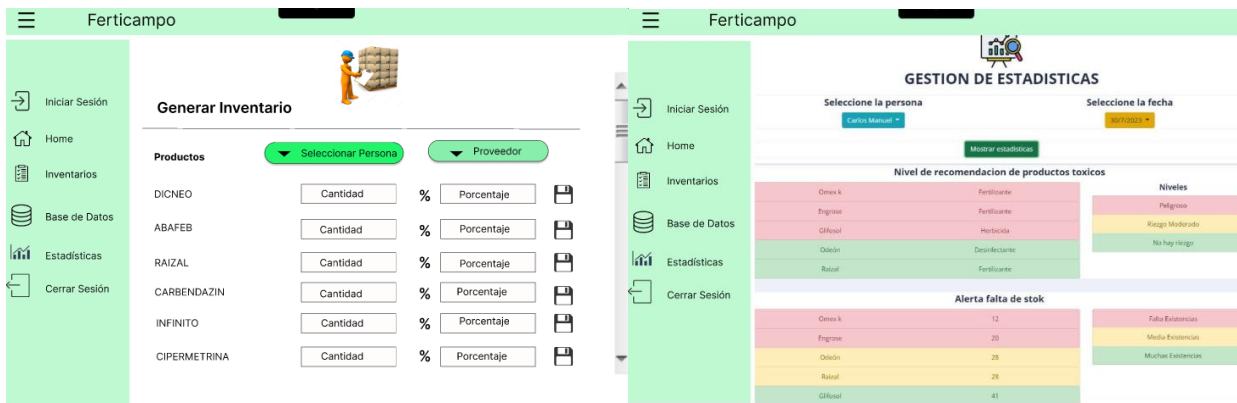 Ferticampo
Iniciar Sesión
Home
Inventarios
Base de Datos
Estadísticas
Cerrar Sesión
Generar Inventario
Productos Seleccionar Persona Proveedor
DICNEO Cantidad % Porcentaje
ABAFEB Cantidad % Porcentaje
RAIZAL Cantidad % Porcentaje
CARBENDAZIN Cantidad % Porcentaje
INFINITO Cantidad % Porcentaje
CIPERMETRINA Cantidad % Porcentaje
Ferticampo
Iniciar Sesión
Home
Inventarios
Base de Datos
Estadísticas
Cerrar Sesión
GESTION DE ESTADISTICAS
Seleccione la persona Seleccione la fecha
Carlos Manuel 30/7/2023
Mostrar estadisticas
Nivel de recomendacion de productos toxicos
Omex k Fertilizante
Engrose Fertilizante
Glifosol Herbicida
Odeón Desinfectante
Raizal Fertilizante
Niveles
Peligroso
Riezgo Moderado
No hay riezgo
Alerta falta de stok
Omex k 12
Engrose 20
Odeón 28
Raizal 28
Glifosol 41
Falta Existencias
Media Existencias
Muchas Existencias